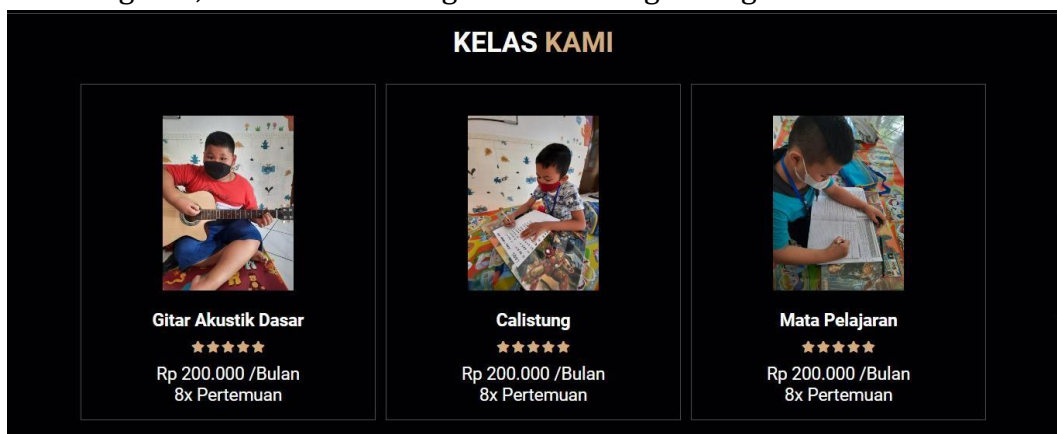 KELAS KAMI
Gitar Akustik Dasar
Rp 200.000 /Bulan
8x Pertemuan
Calistung
Rp 200.000 /Bulan
8x Pertemuan
Mata Pelajaran
Rp 200.000 /Bulan
8x Pertemuan